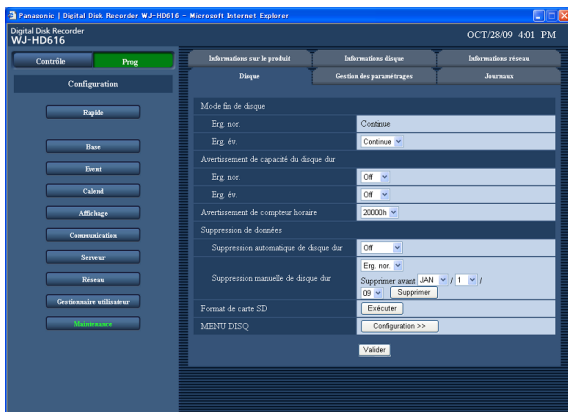 Panasonic | Digital Disk Recorder WJ-HD616 - Microsoft Internet Explorer
Digital Disk Recorder
WJ-HD616
OCT/28/09 4:01 PM
Contrôle Prog
Configuration
Rapide
Base
Event
Calend
Affichage
Communication
Serveur
Réseau
Gestionnaire utilisateur
Maintenance
Informations sur le produit Informations disque Informations réseau
Disque Gestion des paramétrages Journaux
Mode fin de disque
Erg. nor. Continue
Erg. év. Continue
Avertissement de capacité du disque dur
Erg. nor. Off
Erg. év. Off
Avertissement de compteur horaire 20000h
Suppression de données
Suppression automatique de disque dur Off
Suppression manuelle de disque dur Erg. nor.
Supprimer avant JAN / 1 /
09 Supprimer
Format de carte SD Exécuter
MENU DISQ Configuration >>
Valider